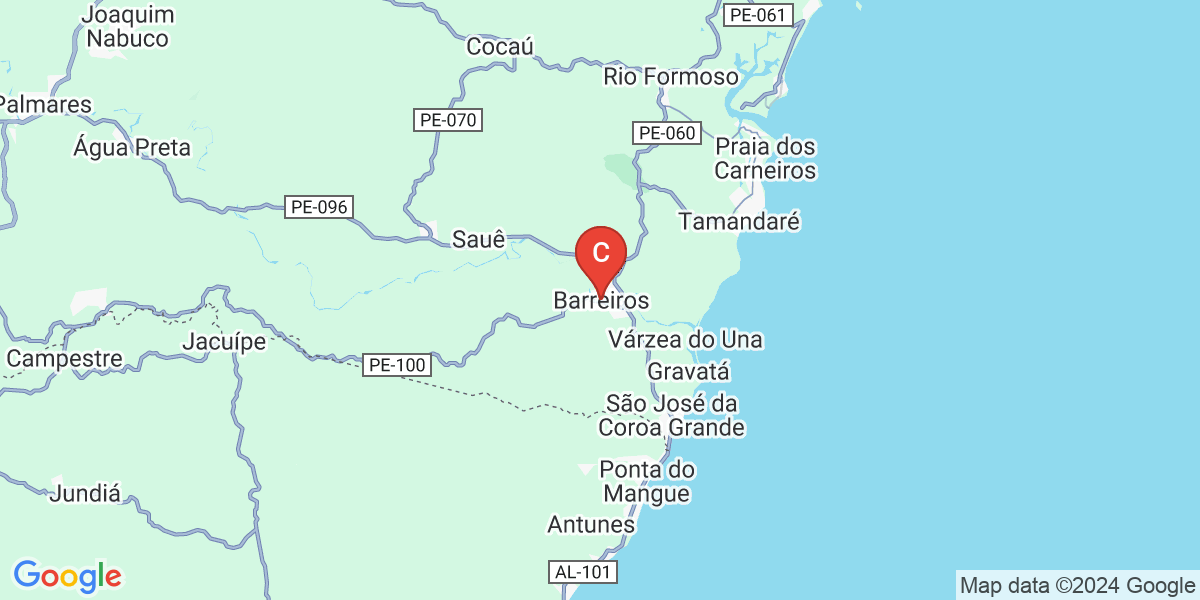 Joaquim
Nabuco
PE-061
Cocaú
Rio Formoso
Palmares
PE-070
PE-060
Água Preta
Praia dos
Carneiros
PE-096
Tamandaré
Sauê
C
Barreiros
Várzea do Una
Jacuípe
Campestre
PE-100
Gravatá
São José da
Coroa Grande
Ponta do
Mangue
Jundiá
Antunes
AL-101
Google
Map data ©2024 Google